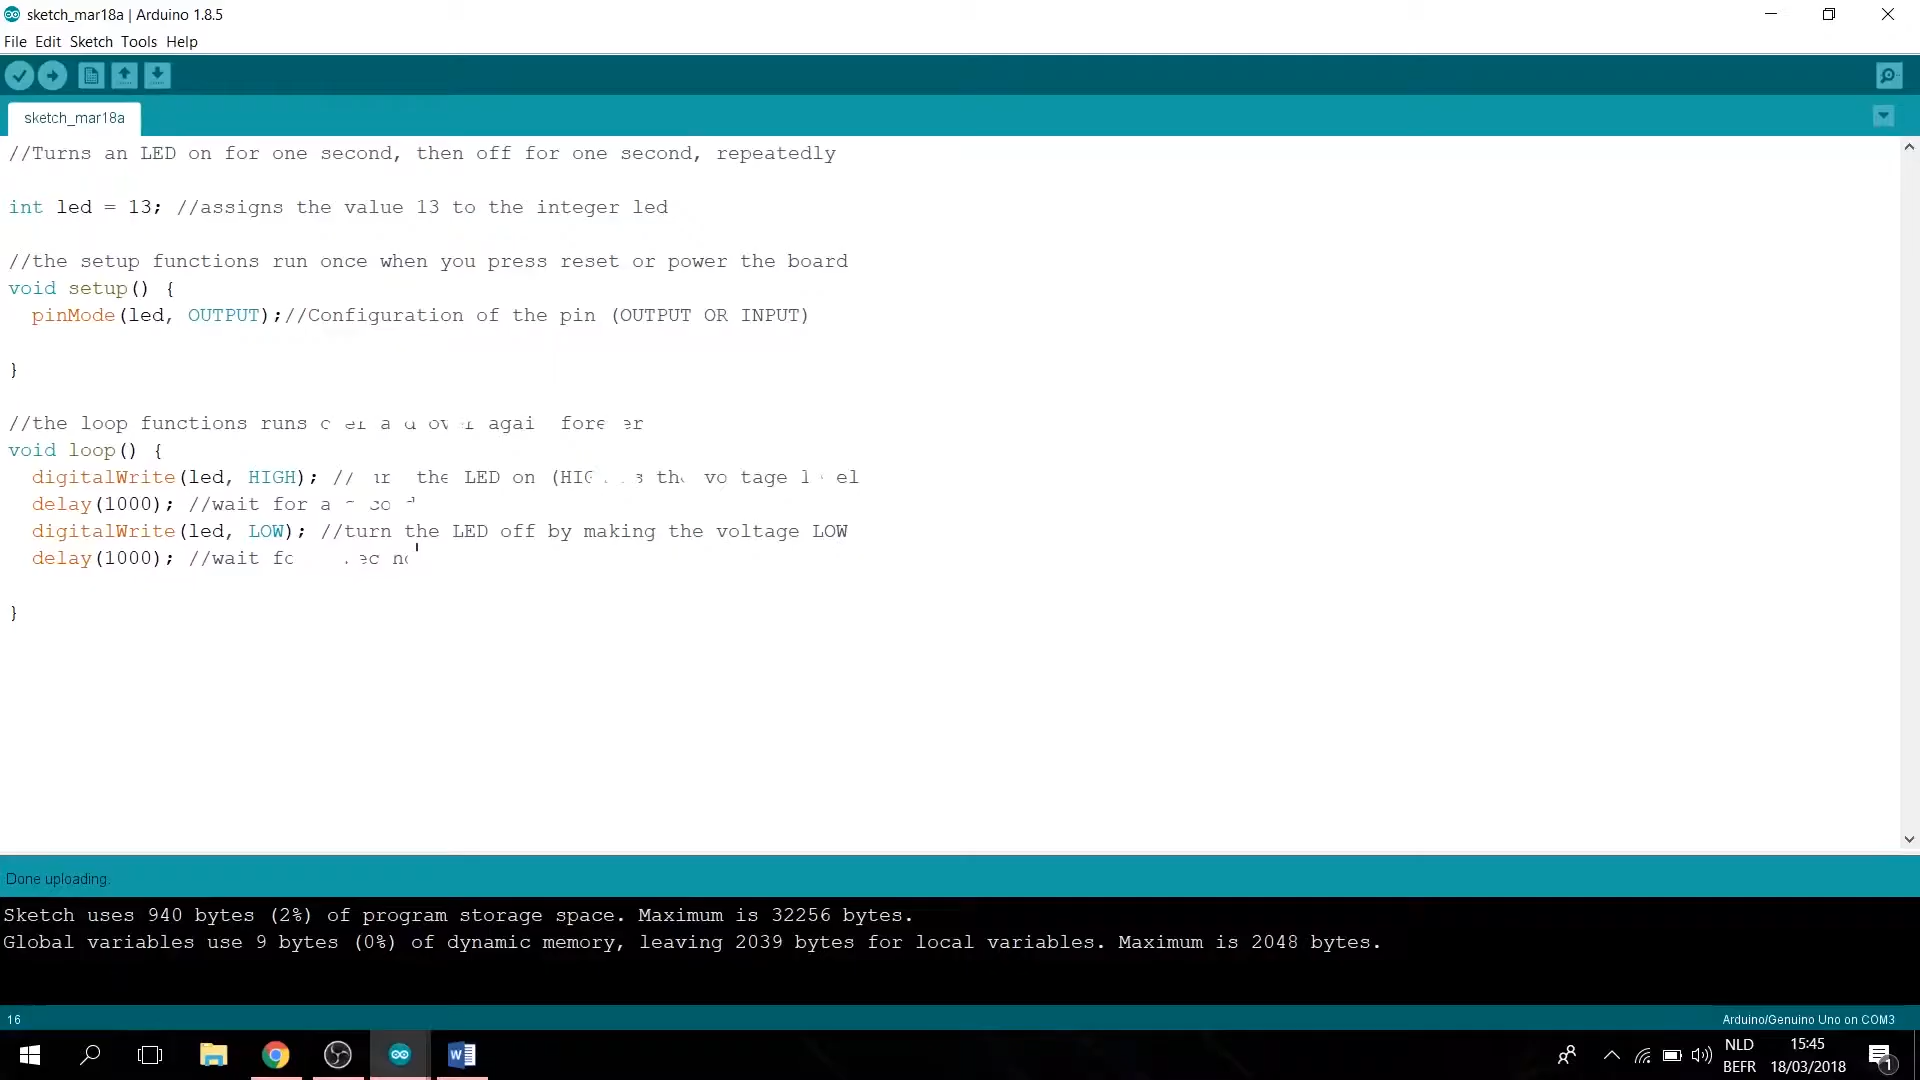 sketch_mar18a | Arduino 1.8.5
File Edit Sketch Tools Help
sketch_mar18a
//Turns an LED on for one second, then off for one second, repeatedly
int led = 13; //assigns the value 13 to the integer led
//the setup functions run once when you press reset or power the board
void setup() {
pinMode(led, OUTPUT);//Configuration of the pin (OUTPUT OR INPUT)
}
//the loop functions runs
void loop() {
digitalWrite(led, HIGH); // the LED on
delay(1000); //wait for a
digitalWrite(led, LOW); //turn the LED off by making the voltage LOW
delay(1000); //wait
}
Done uploading.
Sketch uses 940 bytes (2%) of program storage space. Maximum is 32256 bytes.
Global variables use 9 bytes (0%) of dynamic memory, leaving 2039 bytes for local variables. Maximum is 2048 bytes.
16
Arduino/Genuino Uno on COM3
NLD
BEFR
15:45
18/03/2018
1